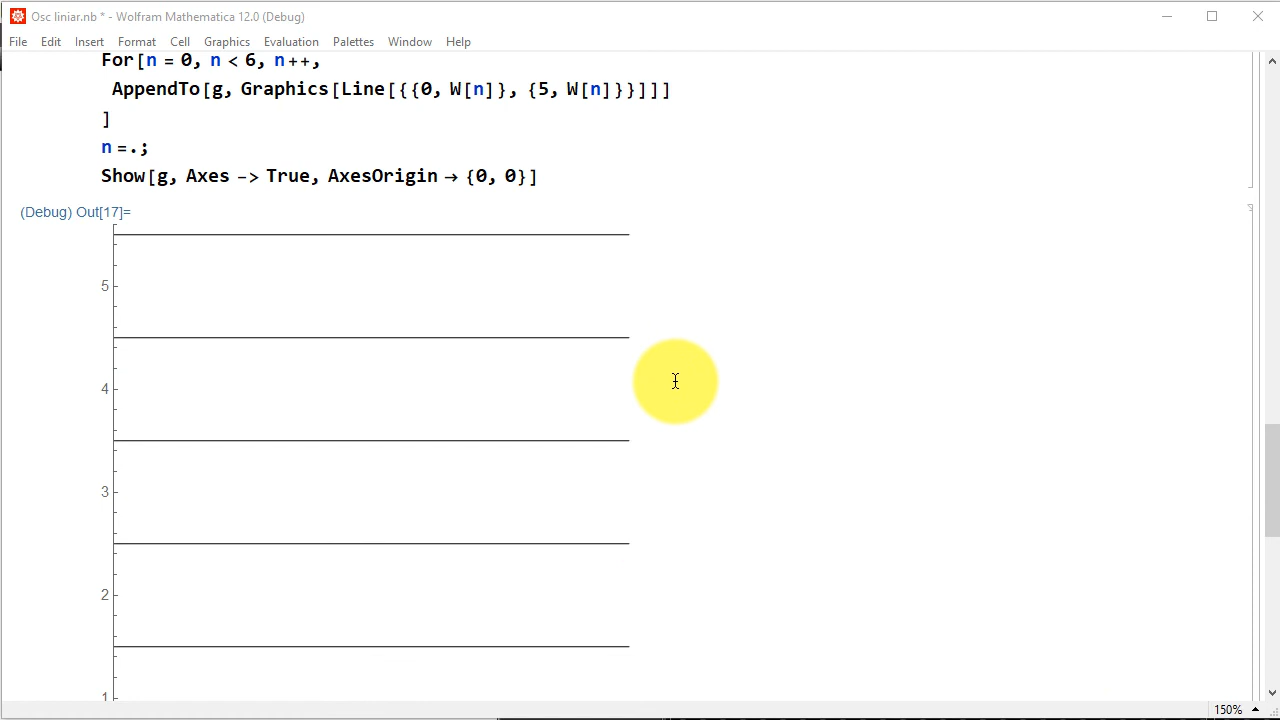 Osc liniar.nb * - Wolfram Mathematica 12.0 (Debug)
File Edit Insert Format Cell Graphics Evaluation Palettes Window Help
For[n = 0, n < 6, n++,
AppendTo[g, Graphics[Line[{{0, W[n]}, {5, W[n]}}]]]
]
n =.;
Show[g, Axes -> True, AxesOrigin → {0, 0}]
(Debug) Out[17]=
5
4
3
2
1
150%